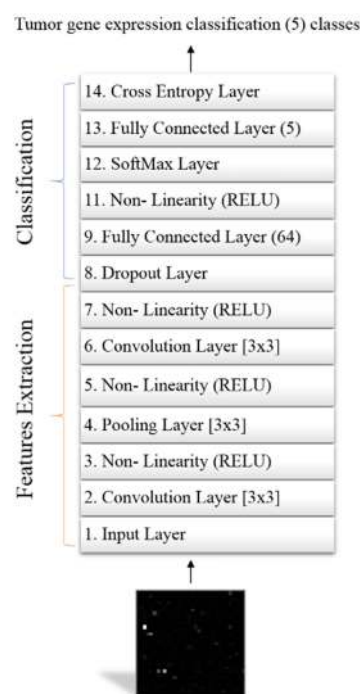 Tumor gene expression classification (5) classes
14. Cross Entropy Layer
13. Fully Connected Layer (5)
12. SoftMax Layer
11. Non- Linearity (RELU)
9. Fully Connected Layer (64)
8. Dropout Layer
7. Non- Linearity (RELU)
6. Convolution Layer [3x3]
5. Non- Linearity (RELU)
4. Pooling Layer [3x3]
3. Non- Linearity (RELU)
2. Convolution Layer [3x3]
1. Input Layer
Classification
Features Extraction